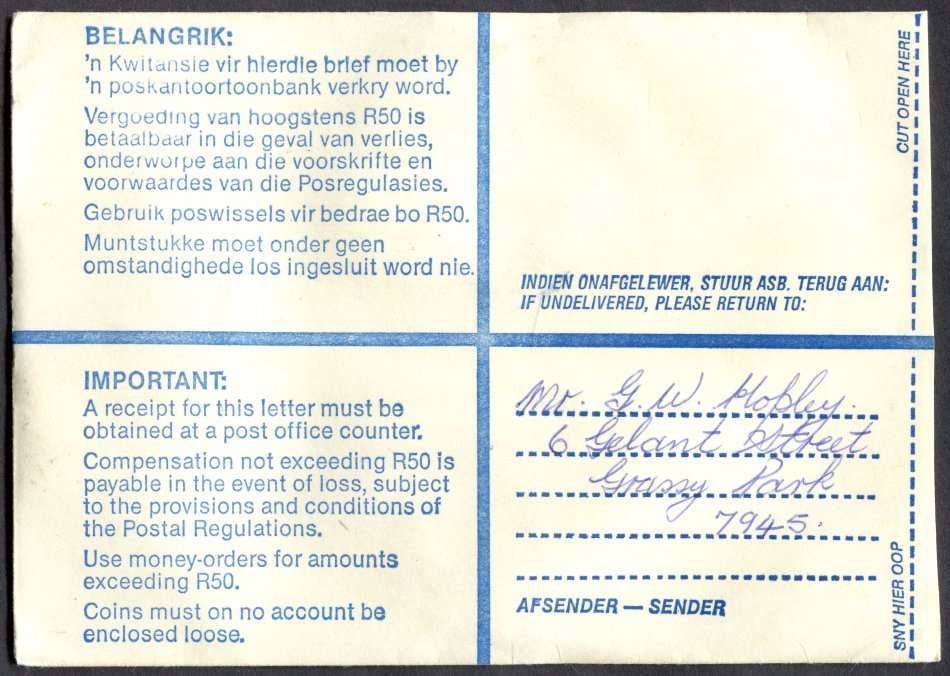 BELANGRIK:
'n Kwitansie vir hierdie brief moet by
'n poskantoortoonbank verkry word.
Vergoeding van hoogstens R50 is
betaalbaar in die geval van verlies,
onderworpe aan die voorskrifte en
voorwaardes van die Posregulasies.
Gebruik poswissels vir bedrae bo R50.
Muntstukke moet onder geen
omstandighede los ingesluit word nie.
IMPORTANT:
A receipt for this letter must be
obtained at a post office counter.
Compensation not exceeding R50 is
payable in the event of loss, subject
to the provisions and conditions of
the Postal Regulations.
Use money-orders for amounts
exceeding R50.
Coins must on no account be
enclosed loose.
INDIEN ONAFGELEWER, STUUR ASB. TERUG AAN:
IF UNDELIVERED, PLEASE RETURN TO:
Mr. G. W. Hopley.
6 Gelant Street
Grassy Park
7945.
AFSENDER — SENDER
CUT OPEN HERE
SNY HIER OOP